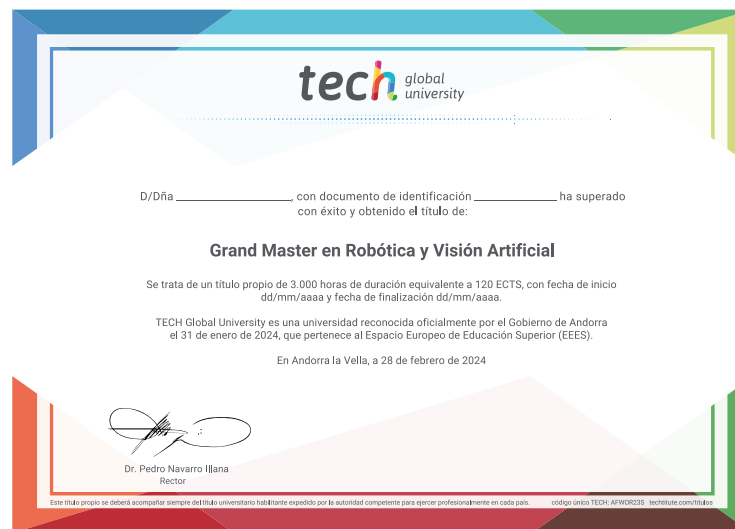 tech global
university
D/Dña ____________________, con documento de identificación ______________ ha superado
con éxito y obtenido el título de:
Grand Master en Robótica y Visión Artificial
Se trata de un título propio de 3.000 horas de duración equivalente a 120 ECTS, con fecha de inicio
dd/mm/aaaa y fecha de finalización dd/mm/aaaa.
TECH Global University es una universidad reconocida oficialmente por el Gobierno de Andorra
el 31 de enero de 2024, que pertenece al Espacio Europeo de Educación Superior (EEES).
En Andorra la Vella, a 28 de febrero de 2024
Dr. Pedro Navarro Illana
Rector
Este título propio se deberá acompañar siempre del título universitario habilitante expedido por la autoridad competente para ejercer profesionalmente en cada país. código único TECH: AFWOR23S techtitute.com/títulos